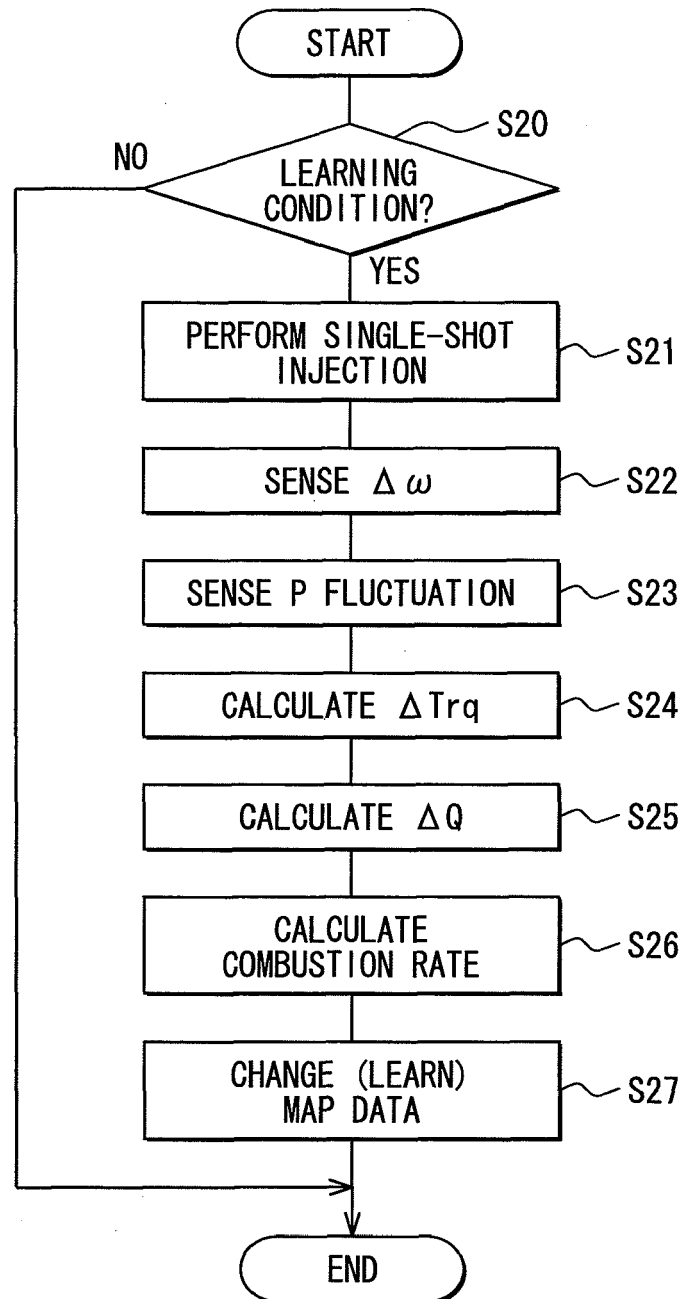 START
S20
NO
LEARNING
CONDITION?
YES
PERFORM SINGLE-SHOT
INJECTION
S21
SENSE Δω
S22
SENSE P FLUCTUATION
S23
CALCULATE ΔTrq
S24
CALCULATE ΔQ
S25
CALCULATE
COMBUSTION RATE
S26
CHANGE (LEARN)
MAP DATA
S27
END